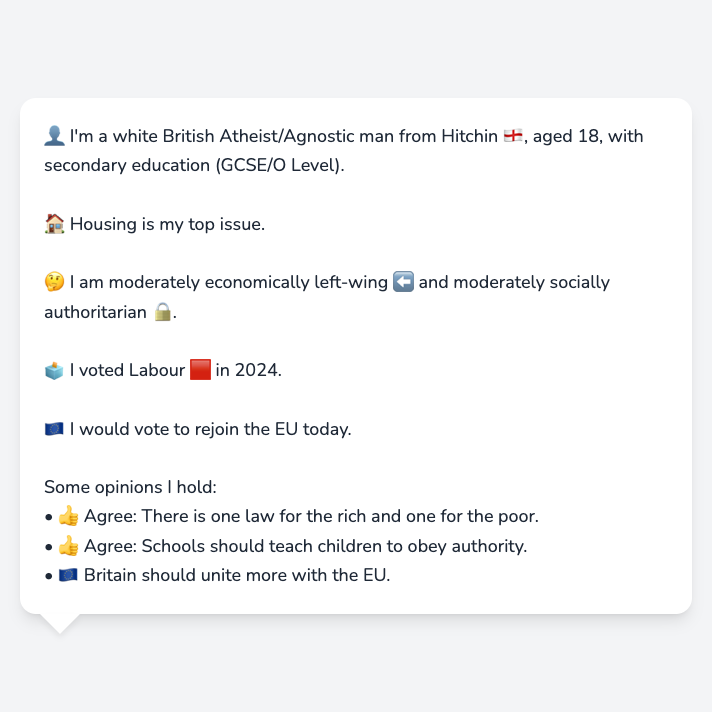 👤 I'm a white British Atheist/Agnostic man from Hitchin 🏴󠁧󠁢󠁥󠁮󠁧󠁿, aged 18, with
secondary education (GCSE/O Level).
🏠 Housing is my top issue.
🤔 I am moderately economically left-wing ⬅️ and moderately socially
authoritarian 🔒.
🗳️ I voted Labour 🟥 in 2024.
🇪🇺 I would vote to rejoin the EU today.
Some opinions I hold:
• 👍 Agree: There is one law for the rich and one for the poor.
• 👍 Agree: Schools should teach children to obey authority.
• 🇪🇺 Britain should unite more with the EU.